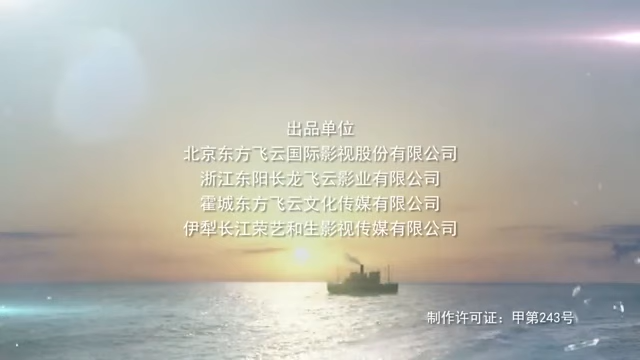 出品单位
北京东方飞云国际影视股份有限公司
浙江东阳长龙飞云影业有限公司
霍城东方飞云文化传媒有限公司
伊犁长江荣艺和生影视传媒有限公司
制作许可证：甲第243号